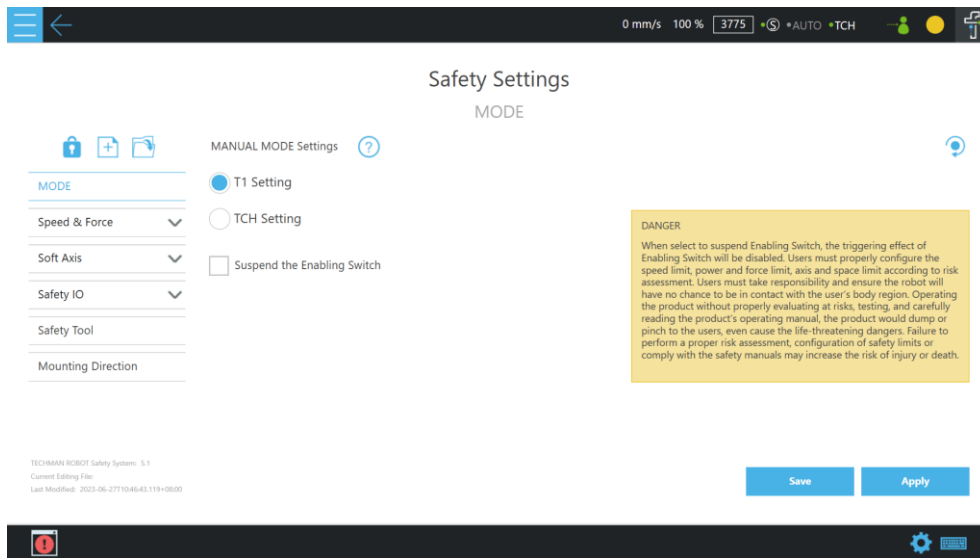 0 mm/s 100 % 3775 •Ⓢ •AUTO •TCH
Safety Settings
MODE
MANUAL MODE Settings ?
MODE
T1 Setting
Speed & Force
TCH Setting
Soft Axis
Suspend the Enabling Switch
Safety IO
Safety Tool
Mounting Direction
DANGER
When select to suspend Enabling Switch, the triggering effect of
Enabling Switch will be disabled. Users must properly configure the
speed limit, power and force limit, axis and space limit according to risk
assessment. Users must take responsibility and ensure the robot will
have no chance to be in contact with the user's body region. Operating
the product without properly evaluating at risks, testing, and carefully
reading the product's operating manual, the product would dump or
pinch to the users, even cause the life-threatening dangers. Failure to
perform a proper risk assessment, configuration of safety limits or
comply with the safety manuals may increase the risk of injury or death.
TECHMAN ROBOT Safety System: 5.1
Current Editing File:
Last Modified: 2023-06-27T10:46:43.119+08:00
Save
Apply